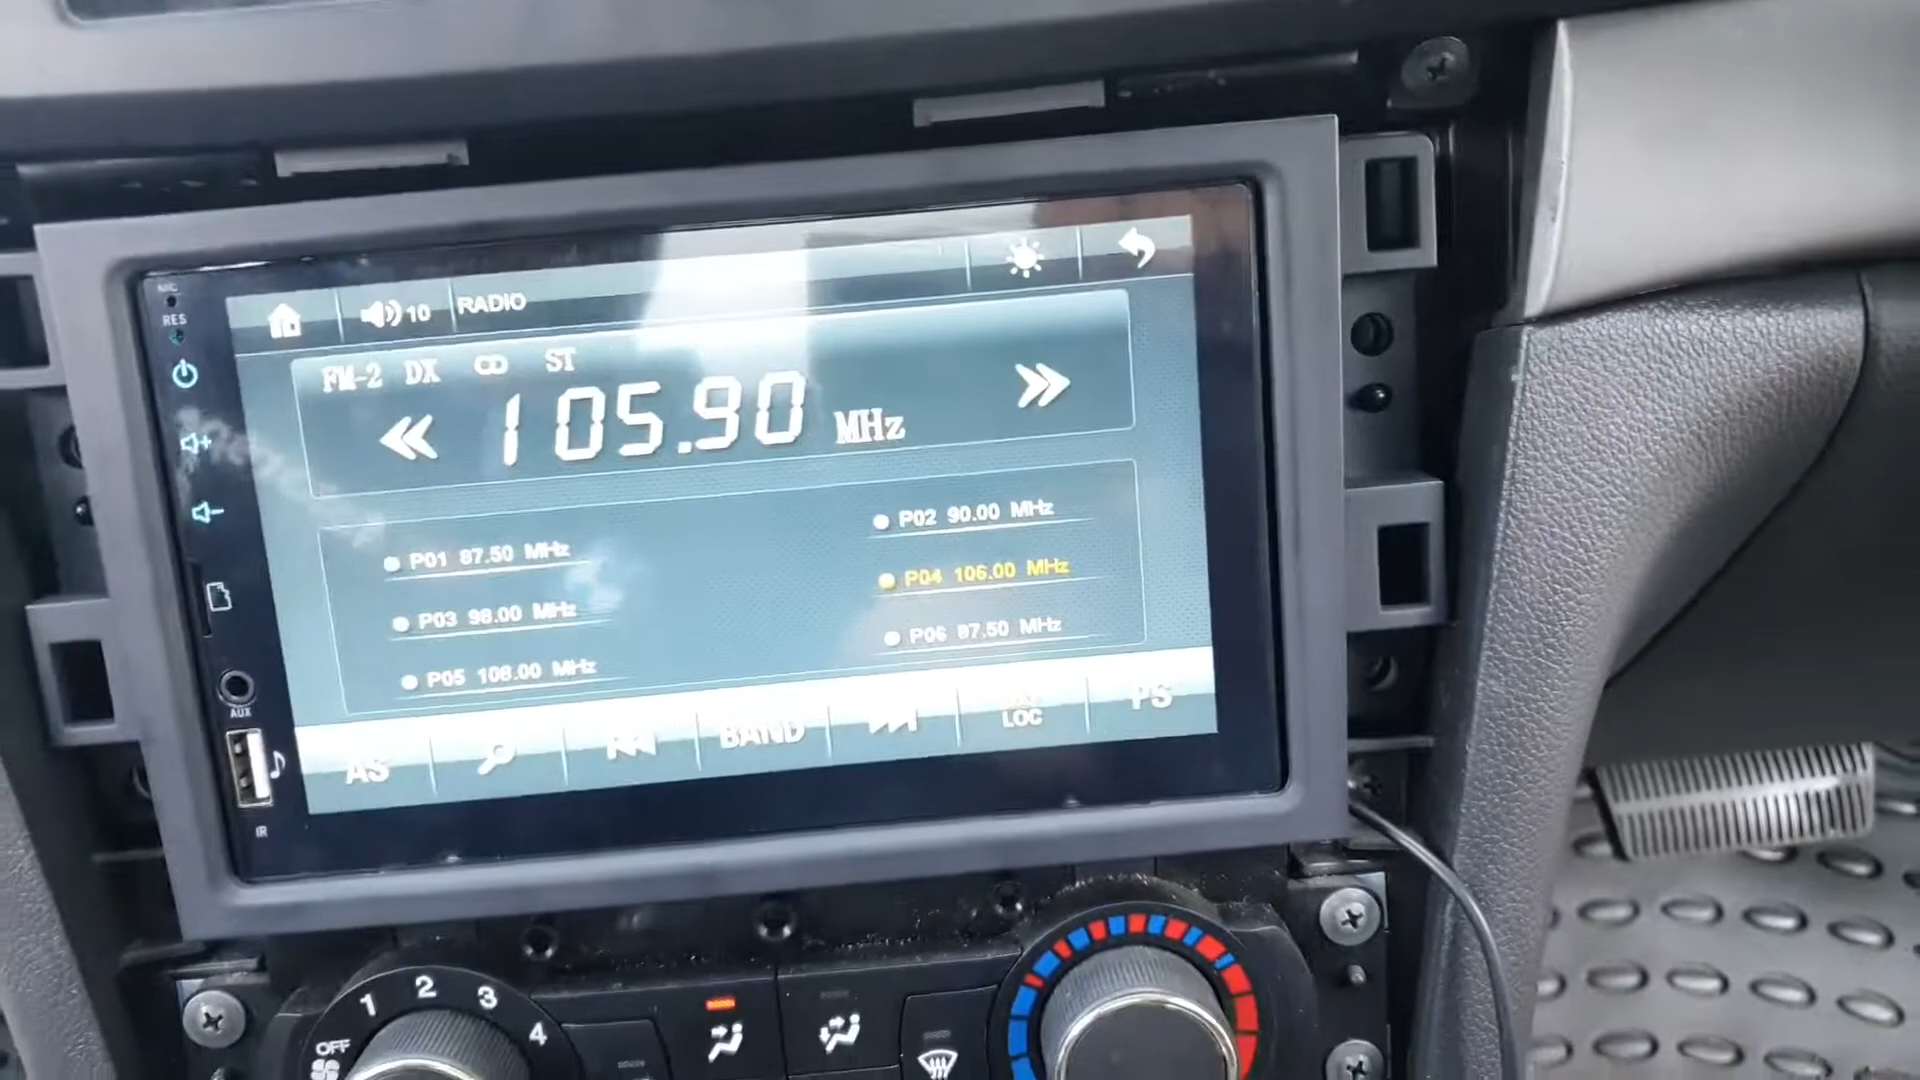 MIC
RES
10 RADIO
FM-2 DX ST
105.90 MHz
P01 87.50 MHz
P02 90.00 MHz
P03 98.00 MHz
P04 106.00 MHz
P05 108.00 MHz
P06 87.50 MHz
AS BAND LOC PS
AUX
IR
OFF 1 2 3 4